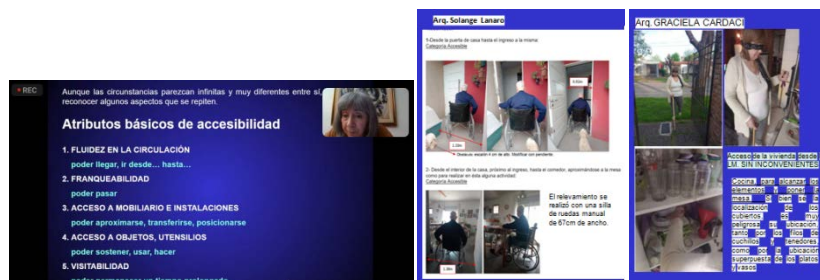 REC
Aunque las circunstancias parezcan infinitas y muy diferentes entre sí,
reconocer algunos aspectos que se repiten.
Atributos básicos de accesibilidad
1. FLUIDEZ EN LA CIRCULACIÓN
poder llegar, ir desde... hasta...
2. FRANQUEABILIDAD
poder pasar
3. ACCESO A MOBILIARIO E INSTALACIONES
poder aproximarse, transferirse, posicionarse
4. ACCESO A OBJETOS, UTENSILIOS
poder sostener, usar, hacer
5. VISITABILIDAD
Arq. Solange Lanaro
1-Desde la puerta de casa hasta el ingreso a la misma:
Categoría Accesible
2- Desde el interior de la casa, próximo al ingreso, hasta el comedor, aproximándose a la mesa
como para realizar en ésta alguna actividad.
Categoría Accesible
El relevamiento se
realizó con una silla
de ruedas manual
de 67cm de ancho.
Arq. GRACIELA CARDACI
Acceso de la vivienda desde
LM. SIN INCONVENIENTES
Cocina para alcanzar los
elementos y poner la
mesa. Si bien se la
localización de los
cubiertos es muy
peligrosa su ubicación,
tanto por los filos de
cuchillos y tenedores,
como por la ubicación
superpuesta de los platos
y vasos